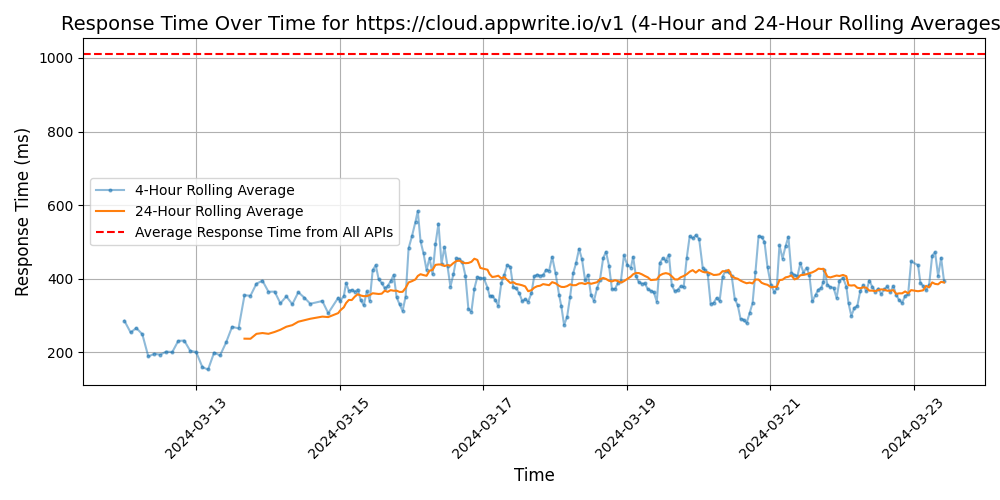 Response Time Over Time for https://cloud.appwrite.io/v1 (4-Hour and 24-Hour Rolling Averages
Response Time (ms)
1000
800
600
400
200
4-Hour Rolling Average
24-Hour Rolling Average
Average Response Time from All APIs
2024-03-13
2024-03-15
2024-03-17
2024-03-19
2024-03-21
2024-03-23
Time